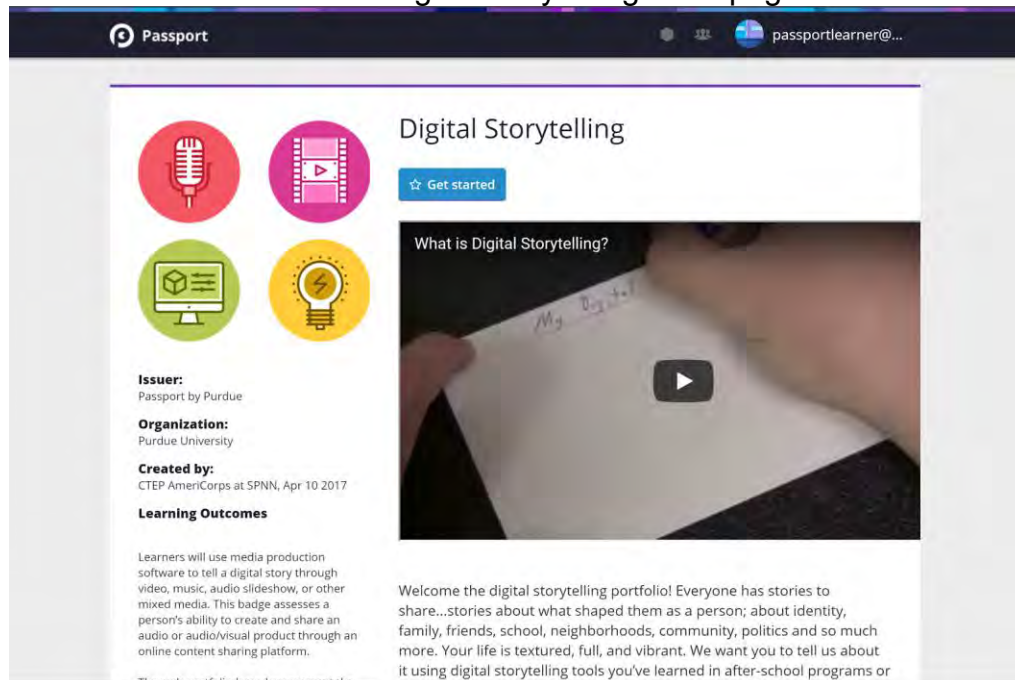 Passport
passportlearner@...
Digital Storytelling
Get started
What is Digital Storytelling?
My Digital
Issuer:
Passport by Purdue
Organization:
Purdue University
Created by:
CTEP AmeriCorps at SPNN, Apr 10 2017
Learning Outcomes
Learners will use media production
software to tell a digital story through
video, music, audio slideshow, or other
mixed media. This badge assesses a
person's ability to create and share an
audio or audio/visual product through an
online content sharing platform.
Welcome the digital storytelling portfolio! Everyone has stories to
share...stories about what shaped them as a person; about identity,
family, friends, school, neighborhoods, community, politics and so much
more. Your life is textured, full, and vibrant. We want you to tell us about
it using digital storytelling tools you've learned in after-school programs or